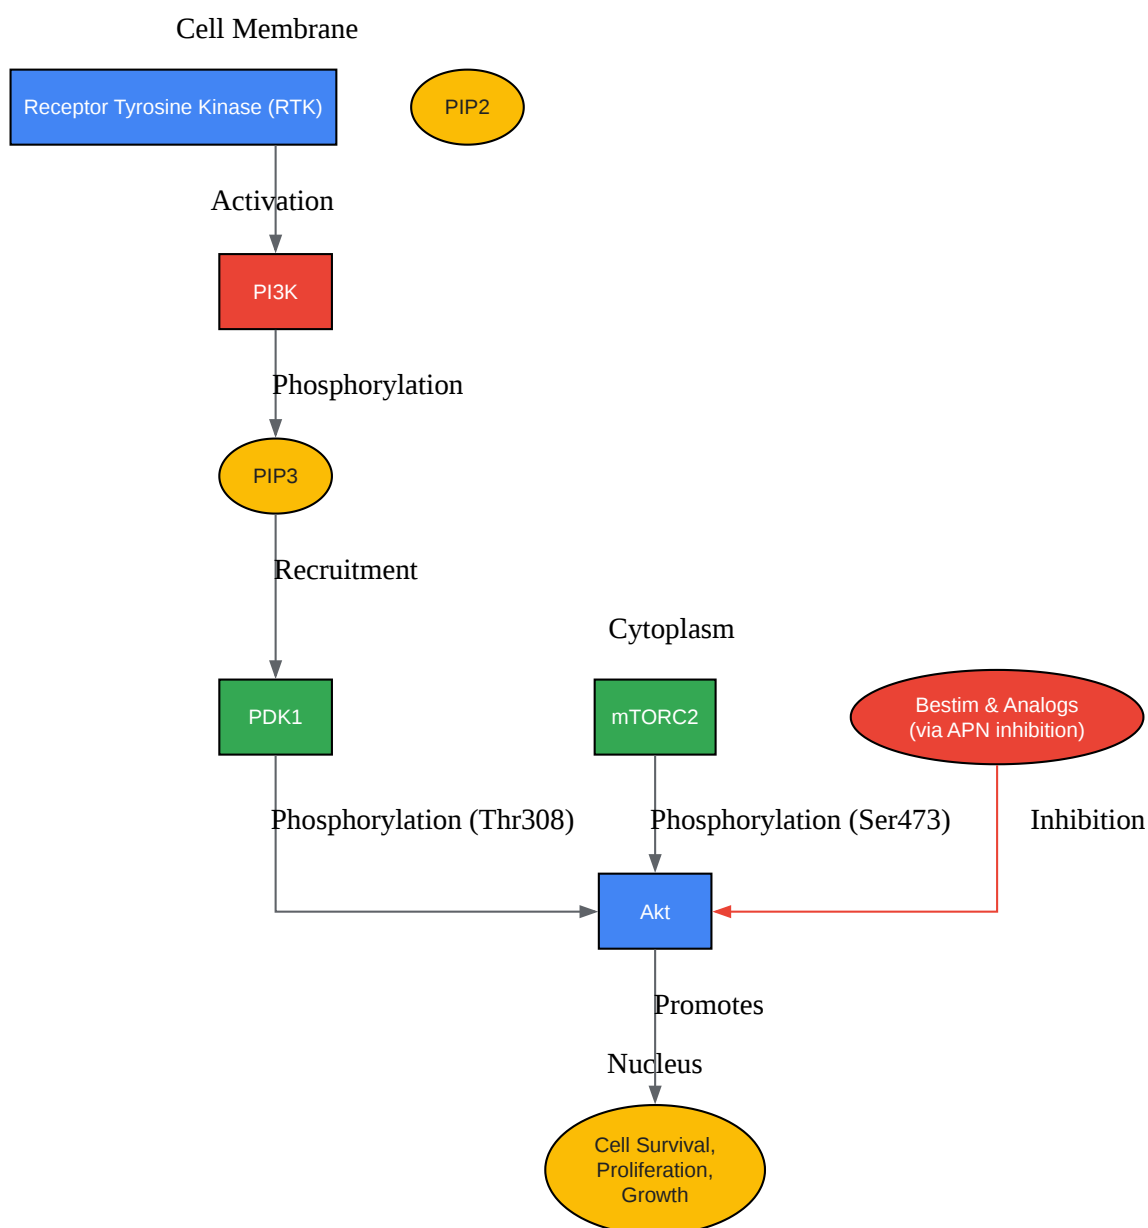 Cell Membrane
Receptor Tyrosine Kinase (RTK)
PIP2
Activation
PI3K
Phosphorylation
PIP3
Recruitment
Cytoplasm
PDK1
mTORC2
Bestim & Analogs
(via APN inhibition)
Phosphorylation (Thr308)
Phosphorylation (Ser473)
Inhibition
Akt
Promotes
Nucleus
Cell Survival,
Proliferation,
Growth